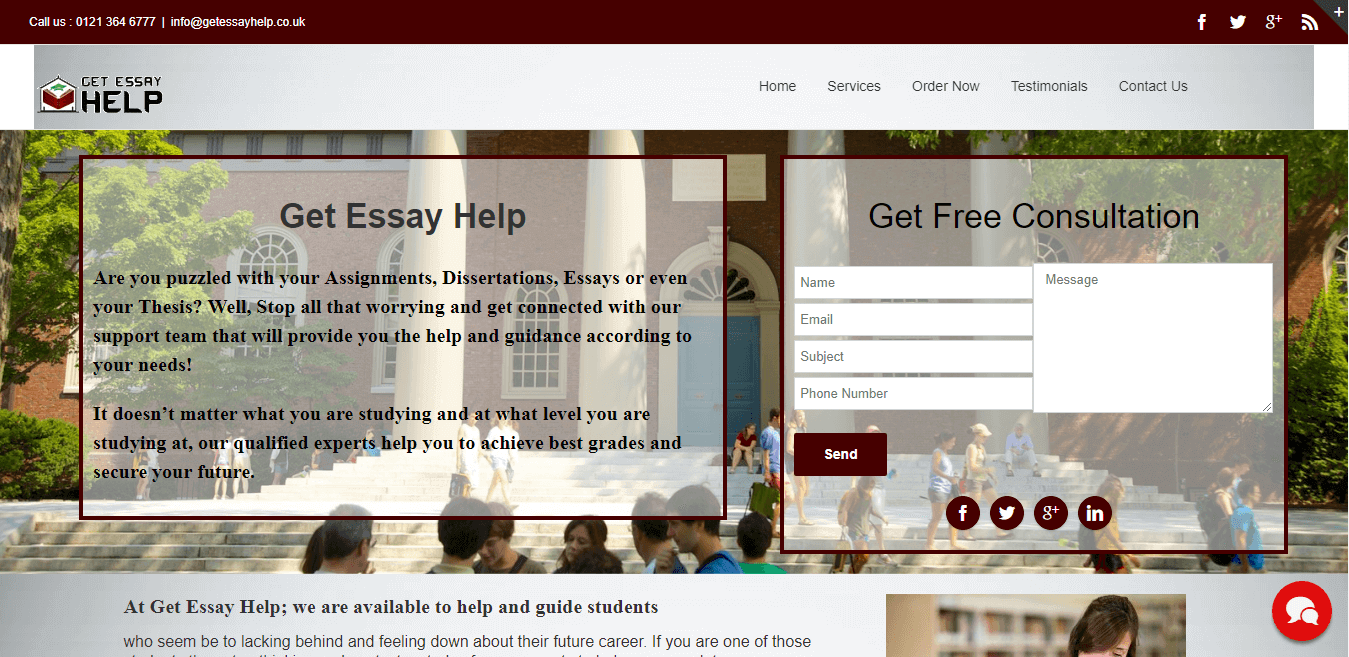 Call us : 0121 364 6777 | info@getessayhelp.co.uk
GET ESSAY
HELP
Home Services Order Now Testimonials Contact Us
Get Essay Help
Are you puzzled with your Assignments, Dissertations, Essays or even
your Thesis? Well, Stop all that worrying and get connected with our
support team that will provide you the help and guidance according to
your needs!
It doesn’t matter what you are studying and at what level you are
studying at, our qualified experts help you to achieve best grades and
secure your future.
Get Free Consultation
Name
Email
Subject
Phone Number
Message
Send
At Get Essay Help; we are available to help and guide students
who seem be to lacking behind and feeling down about their future career. If you are one of those